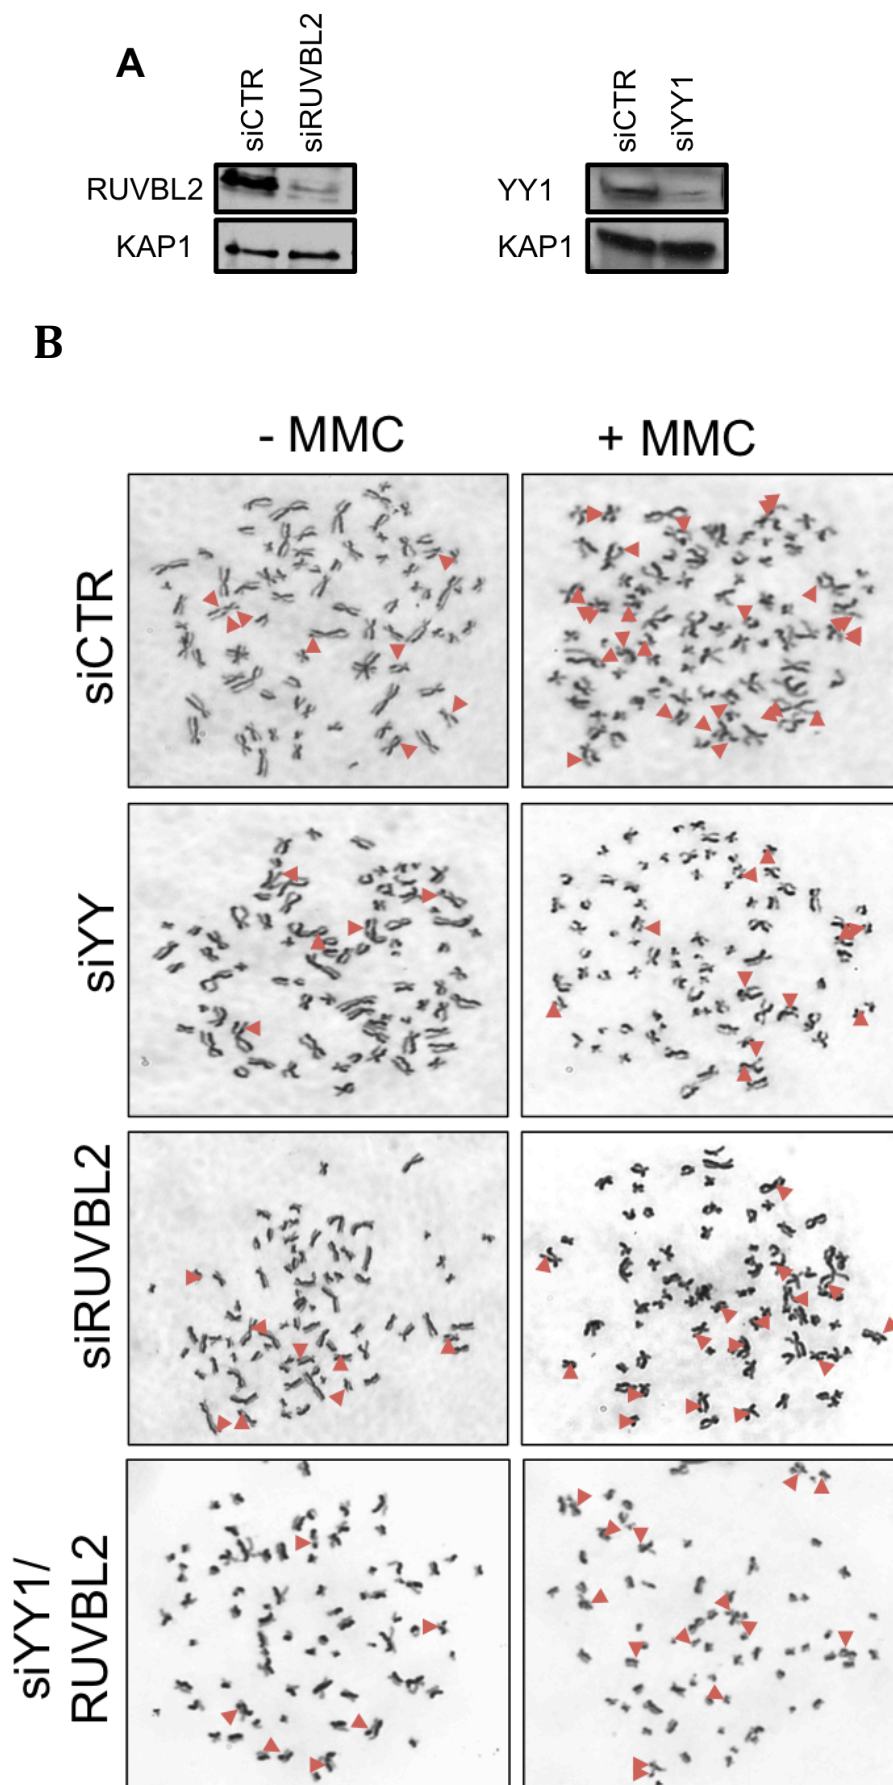 A
siCTR
siRUVBL2
siCTR
siYY1
RUVBL2
YY1
KAP1
KAP1
B
- MMC
+ MMC
siCTR
siYY
siRUVBL2
siYY1/
RUVBL2